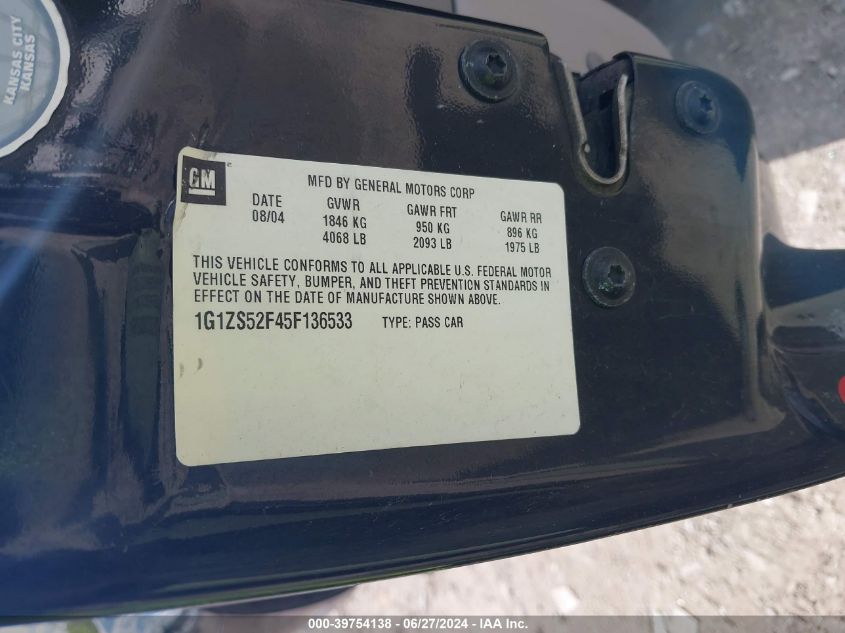 KANSAS CITY
KANSAS
GM
MFD BY GENERAL MOTORS CORP
DATE GVWR GAWR FRT GAWR RR
08/04 1846 KG 950 KG 896 KG
4068 LB 2093 LB 1975 LB
THIS VEHICLE CONFORMS TO ALL APPLICABLE U.S. FEDERAL MOTOR
VEHICLE SAFETY, BUMPER, AND THEFT PREVENTION STANDARDS IN
EFFECT ON THE DATE OF MANUFACTURE SHOWN ABOVE.
1G1ZS52F45F136533 TYPE: PASS CAR
000-39754138 - 06/27/2024 - IAA Inc.